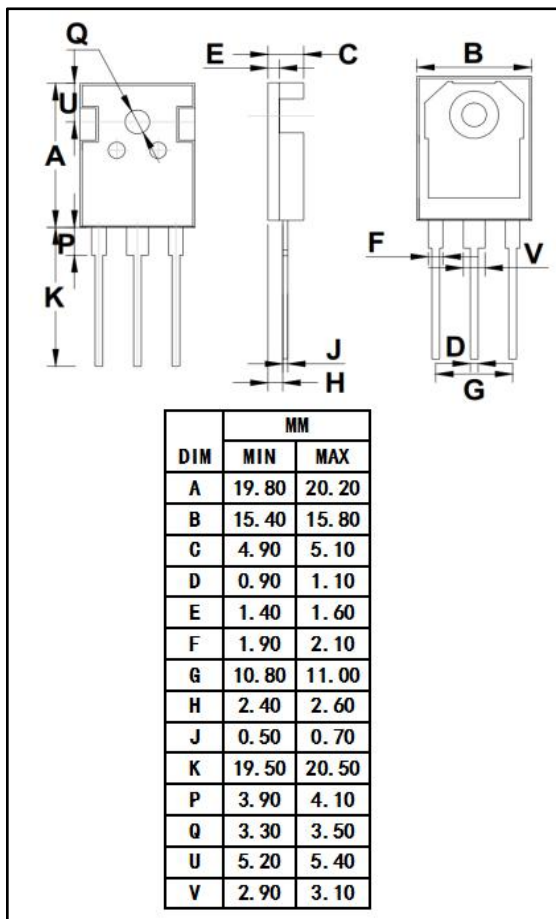 Q
E C B
U
A
P
F V
K
J D
H G
MM
DIM MIN MAX
A 19.80 20.20
B 15.40 15.80
C 4.90 5.10
D 0.90 1.10
E 1.40 1.60
F 1.90 2.10
G 10.80 11.00
H 2.40 2.60
J 0.50 0.70
K 19.50 20.50
P 3.90 4.10
Q 3.30 3.50
U 5.20 5.40
V 2.90 3.10